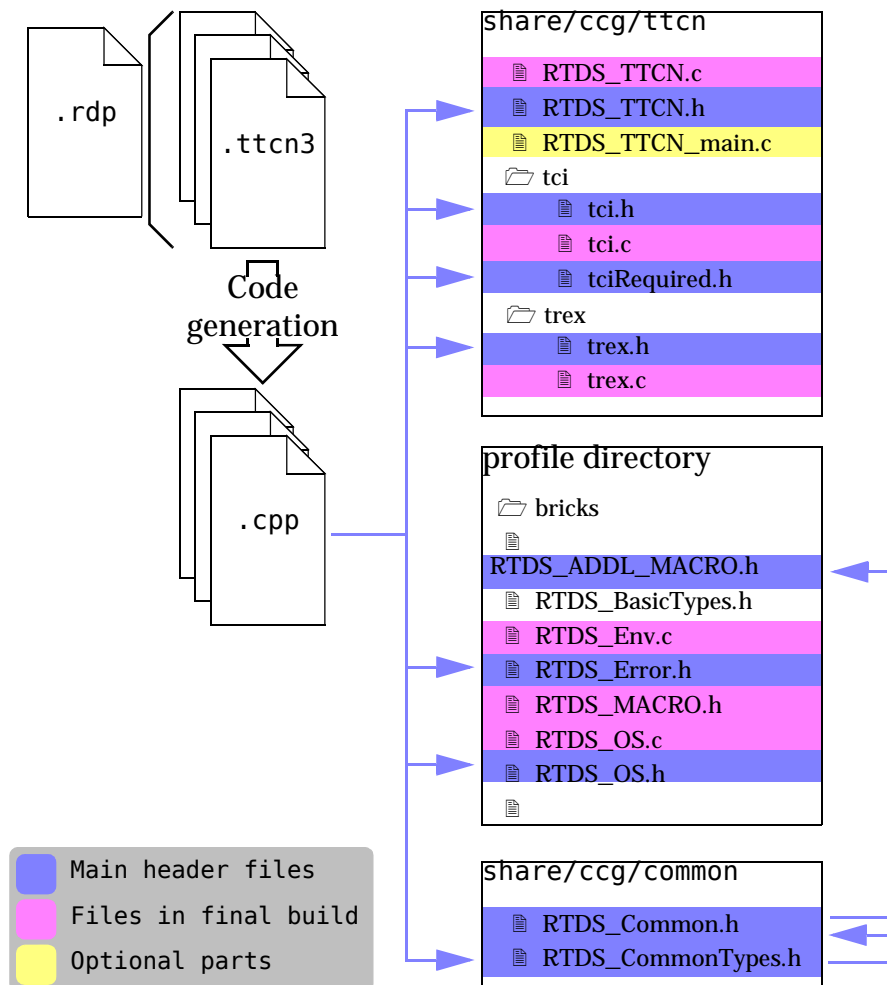 .rdp
.ttcn3
Code
generation
.cpp
share/ccg/ttcn
RTDS_TTCN.c
RTDS_TTCN.h
RTDS_TTCN_main.c
tci
tci.h
tci.c
tciRequired.h
trex
trex.h
trex.c
profile directory
bricks
RTDS_ADDL_MACRO.h
RTDS_BasicTypes.h
RTDS_Env.c
RTDS_Error.h
RTDS_MACRO.h
RTDS_OS.c
RTDS_OS.h
share/ccg/common
RTDS_Common.h
RTDS_CommonTypes.h
Main header files
Files in final build
Optional parts